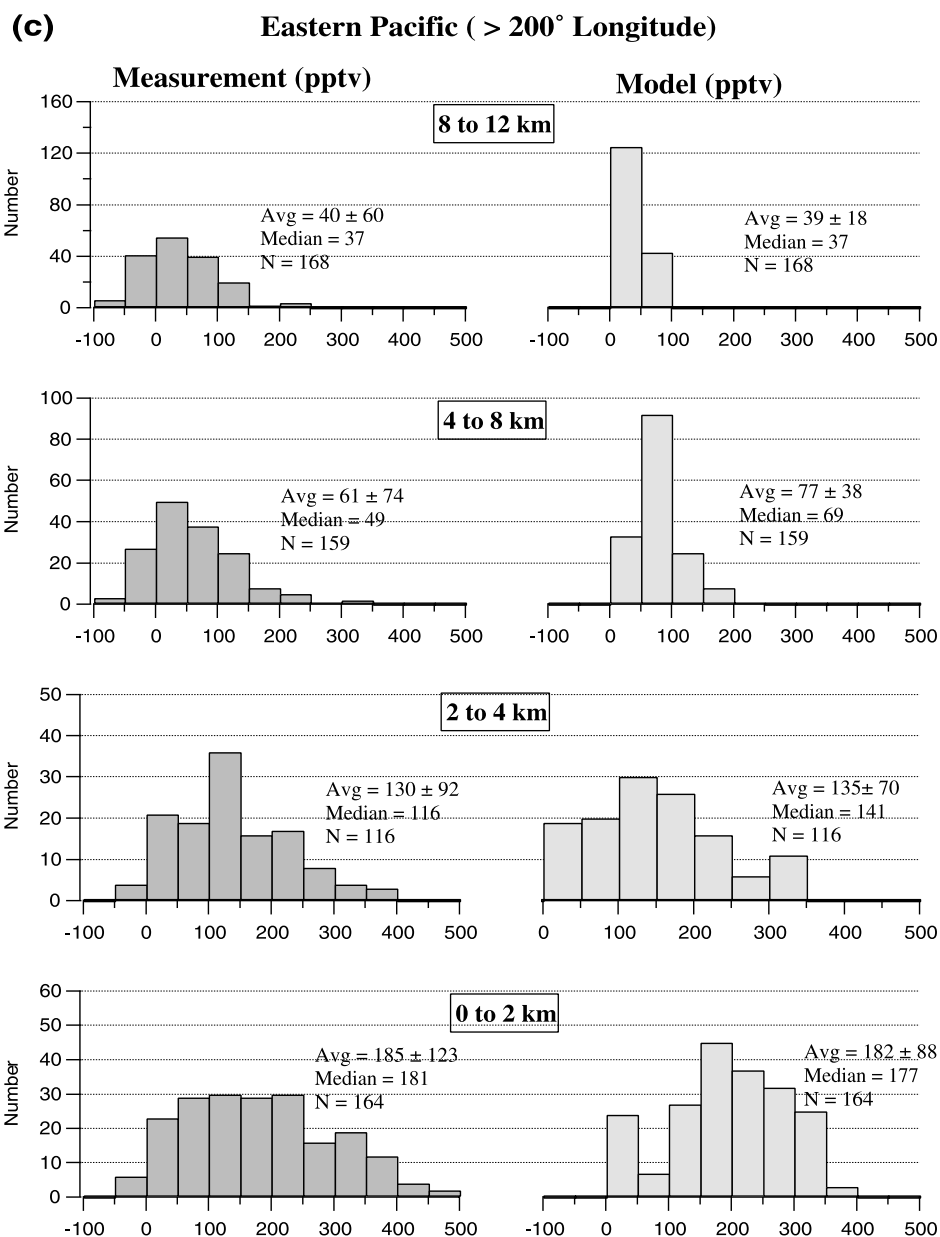 (c) Eastern Pacific ( > 200° Longitude)
Measurement (pptv) Model (pptv)
8 to 12 km
Number
160
120
80
40
0
Avg = 40 ± 60
Median = 37
N = 168
Avg = 39 ± 18
Median = 37
N = 168
-100 0 100 200 300 400 500
-100 0 100 200 300 400 500
4 to 8 km
Number
100
80
60
40
20
0
Avg = 61 ± 74
Median = 49
N = 159
Avg = 77 ± 38
Median = 69
N = 159
-100 0 100 200 300 400 500
-100 0 100 200 300 400 500
2 to 4 km
Number
50
40
30
20
10
0
Avg = 130 ± 92
Median = 116
N = 116
Avg = 135± 70
Median = 141
N = 116
-100 0 100 200 300 400 500
0 100 200 300 400 500
0 to 2 km
Number
60
50
40
30
20
10
0
Avg = 185 ± 123
Median = 181
N = 164
Avg = 182 ± 88
Median = 177
N = 164
-100 0 100 200 300 400 500
-100 0 100 200 300 400 500